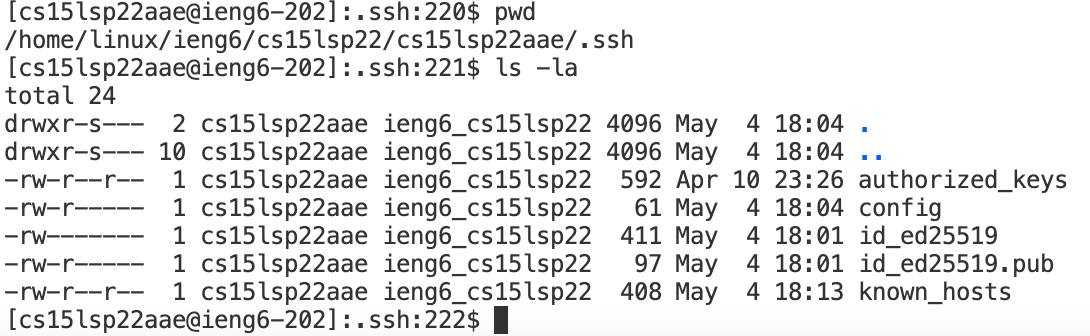 [cs15lsp22aae@ieng6-202]:.ssh:220$ pwd
/home/linux/ieng6/cs15lsp22/cs15lsp22aae/.ssh
[cs15lsp22aae@ieng6-202]:.ssh:221$ ls -la
total 24
drwxr-s---  2 cs15lsp22aae ieng6_cs15lsp22 4096 May  4 18:04 .
drwxr-s--- 10 cs15lsp22aae ieng6_cs15lsp22 4096 May  4 18:04 ..
-rw-r--r--  1 cs15lsp22aae ieng6_cs15lsp22  592 Apr 10 23:26 authorized_keys
-rw-r-----  1 cs15lsp22aae ieng6_cs15lsp22   61 May  4 18:04 config
-rw-------  1 cs15lsp22aae ieng6_cs15lsp22  411 May  4 18:01 id_ed25519
-rw-r-----  1 cs15lsp22aae ieng6_cs15lsp22   97 May  4 18:01 id_ed25519.pub
-rw-r--r--  1 cs15lsp22aae ieng6_cs15lsp22  408 May  4 18:13 known_hosts
[cs15lsp22aae@ieng6-202]:.ssh:222$